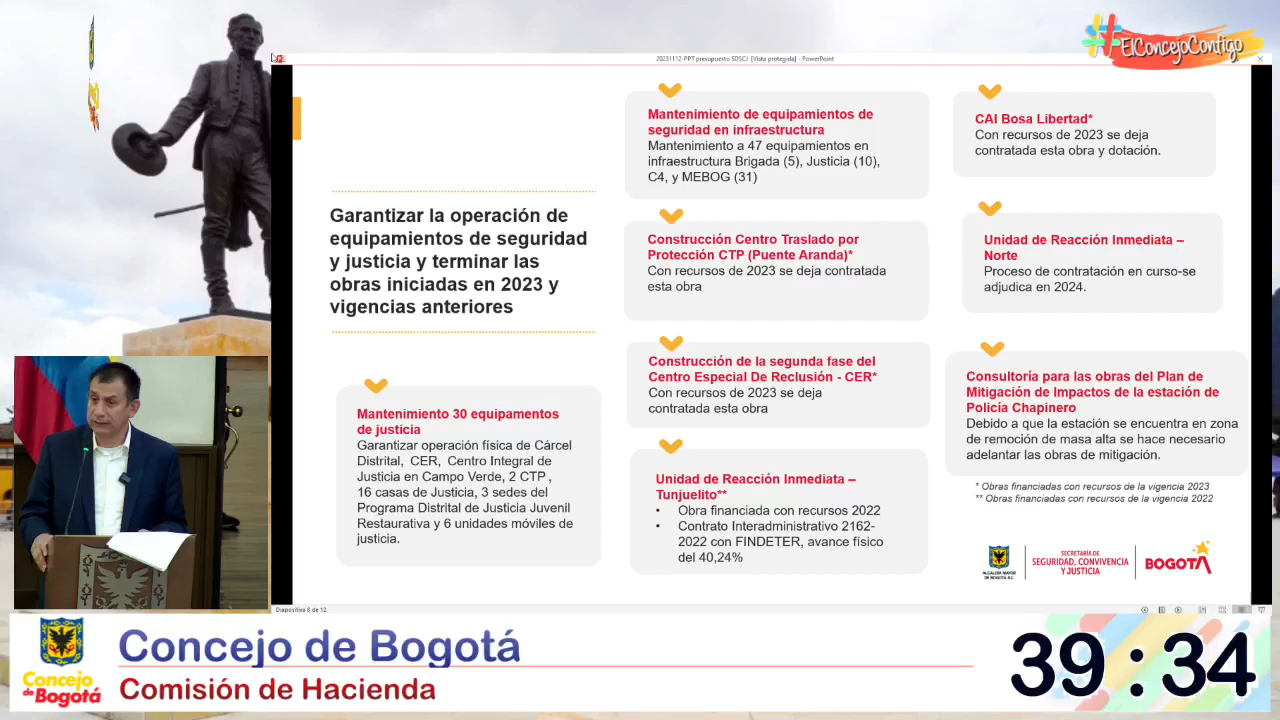 #ElConcejoContigo
20231112-PPT presupuesto SDSCJ [Vista protegida] - PowerPoint
Garantizar la operación de
equipamientos de seguridad
y justicia y terminar las
obras iniciadas en 2023 y
vigencias anteriores
Mantenimiento 30 equipamentos
de justicia
Garantizar operación física de Cárcel
Distrital, CER, Centro Integral de
Justicia en Campo Verde, 2 CTP ,
16 casas de Justicia, 3 sedes del
Programa Distrital de Justicia Juvenil
Restaurativa y 6 unidades móviles de
justicia.
Mantenimiento de equipamientos de
seguridad en infraestructura
Mantenimiento a 47 equipamientos en
infraestructura Brigada (5), Justicia (10),
C4, y MEBOG (31)
Construcción Centro Traslado por
Protección CTP (Puente Aranda)*
Con recursos de 2023 se deja contratada
esta obra
Construcción de la segunda fase del
Centro Especial De Reclusión - CER*
Con recursos de 2023 se deja
contratada esta obra
Unidad de Reacción Inmediata –
Tunjuelito**
• Obra financiada con recursos 2022
• Contrato Interadministrativo 2162-
2022 con FINDETER, avance físico
del 40,24%
CAI Bosa Libertad*
Con recursos de 2023 se deja
contratada esta obra y dotación.
Unidad de Reacción Inmediata –
Norte
Proceso de contratación en curso-se
adjudica en 2024.
Consultoría para las obras del Plan de
Mitigación de Impactos de la estación de
Policía Chapinero
Debido a que la estación se encuentra en zona
de remoción de masa alta se hace necesario
adelantar las obras de mitigación.
* Obras financiadas con recursos de la vigencia 2023
** Obras financiadas con recursos de la vigencia 2022
ALCALDÍA MAYOR
DE BOGOTÁ D.C.
SECRETARÍA DE
SEGURIDAD, CONVIVENCIA
Y JUSTICIA
BOGOTÁ
Diapositiva 8 de 12
Concejo
de Bogotá
Concejo de Bogotá
Comisión de Hacienda
39:34